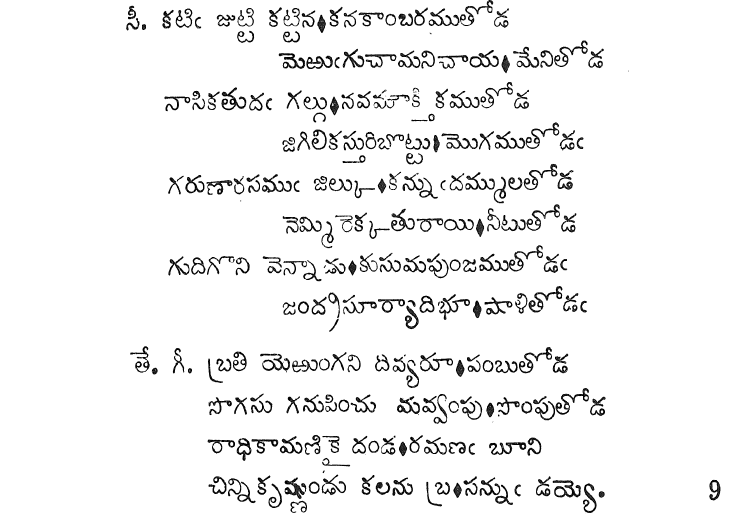 సీ. కటిఁ జుట్టి కట్టిన♦కనకాంబరముతోడ
మెఱుఁగుచామనిచాయ♦మేనితోడ
నాసికతుదఁ గల్గు♦నవమౌక్తికముతోడ
జిగిలికస్తురిబొట్టు♦మొగముతోడఁ
గరుణారసముఁ జిల్కు♦కన్నుఁదమ్ములతోడ
నెమ్మిరెక్కతురాయి♦నీటుతోడ
గుదిగొని వెన్నాడు♦కుసుమపుంజముతోడఁ
జంద్రిసూర్యాదిభూ♦షాళితోడఁ
తే. గీ. బ్రతి యెఱుంగని దివ్యరూ♦పంబుతోడ
సొగసు గనుపించు మవ్వంపు♦సొంపుతోడ
రాధికామణికై దండ♦రమణఁ బూని
చిన్నికృష్ణుండు కలను బ్ర♦సన్నుఁ డయ్యె. 9